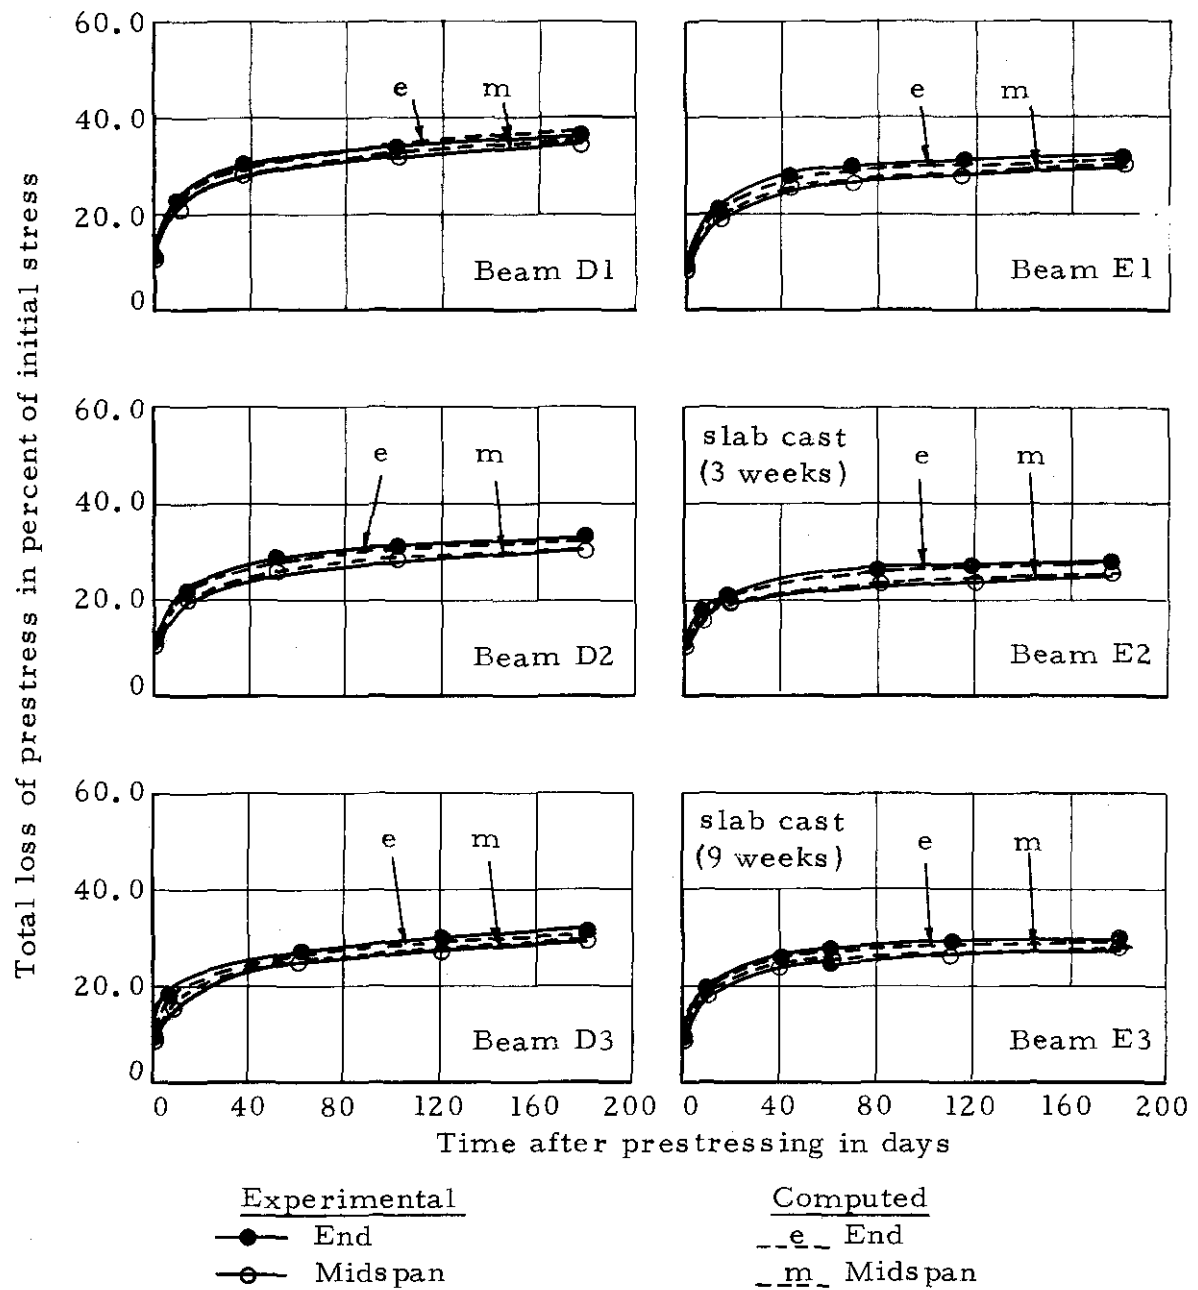 Total loss of prestress in percent of initial stress
60.0
40.0
20.0
0
e
m
Beam D1
e
m
Beam E1
60.0
40.0
20.0
0
e
m
Beam D2
slab cast
(3 weeks)
e
m
Beam E2
60.0
40.0
20.0
0
e
m
Beam D3
slab cast
(9 weeks)
e
m
Beam E3
0 40 80 120 160 200
0 40 80 120 160 200
Time after prestressing in days
Experimental
End
Midspan
Computed
e End
m Midspan